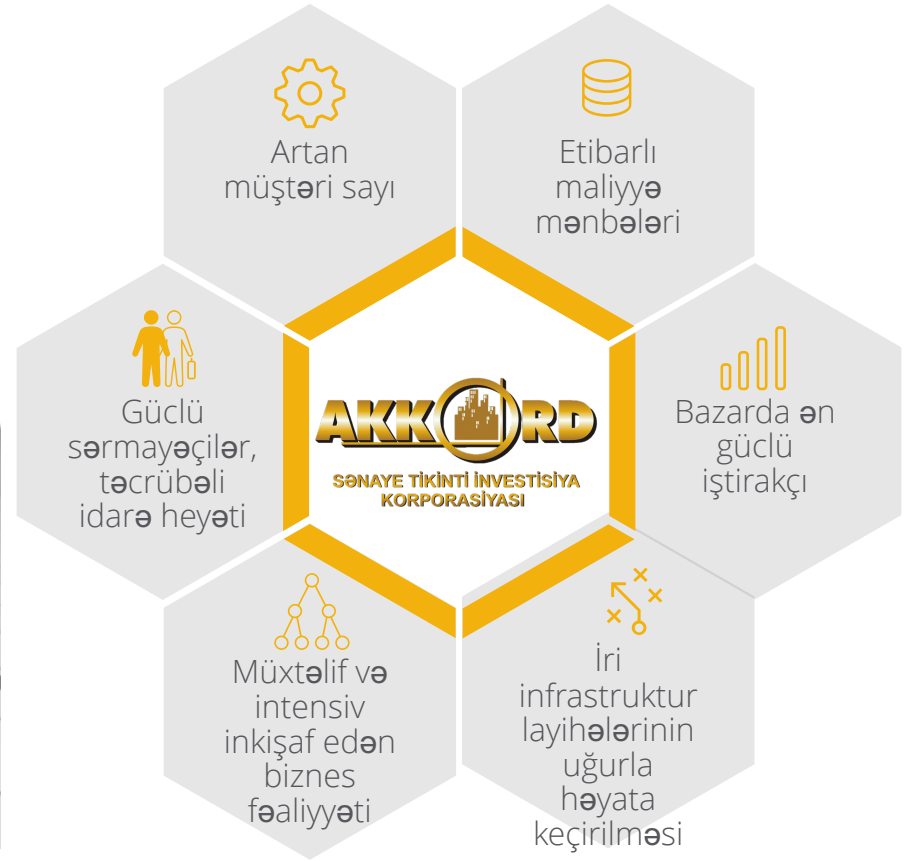 Artan
müştəri sayı
Etibarlı
maliyyə
mənbələri
Güclü
sərmayəçilər,
təcrübəli
idarə heyəti
AKKORD
SƏNAYE TİKİNTİ İNVESTİSİYA
KORPORASİYASI
Bazarda ən
güclü
iştirakçı
Müxtəlif və
intensiv
inkişaf edən
biznes
fəaliyyəti
İri
infrastruktur
layihələrinin
uğurla
həyata
keçirilməsi